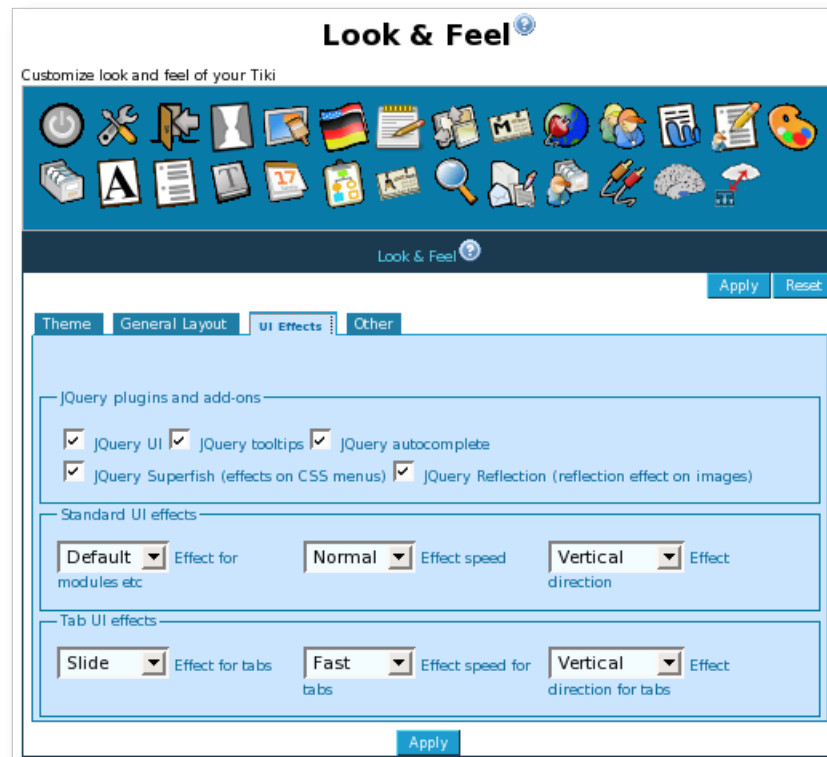 Look & Feel
Customize look and feel of your Tiki
Look & Feel
Apply Reset
Theme General Layout UI Effects Other
JQuery plugins and add-ons
JQuery UI JQuery tooltips JQuery autocomplete
JQuery Superfish (effects on CSS menus) JQuery Reflection (reflection effect on images)
Standard UI effects
Default Effect for Normal Effect speed Vertical Effect
modules etc direction
Tab UI effects
Slide Effect for tabs Fast Effect speed for Vertical Effect
tabs direction for tabs
Apply